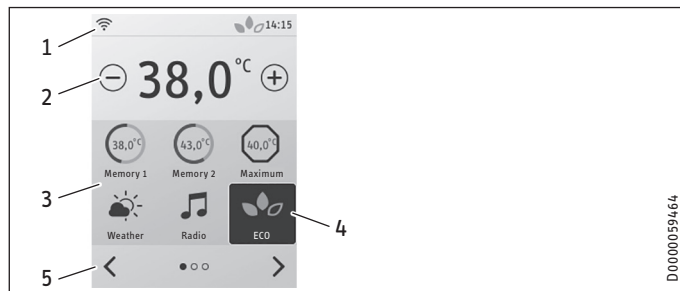 1
14:15
2
− 38,0 °C +
38,0°C 43,0°C 40,0°C
Memory 1 Memory 2 Maximum
3
4
Weather Radio ECO
5
D0000059464